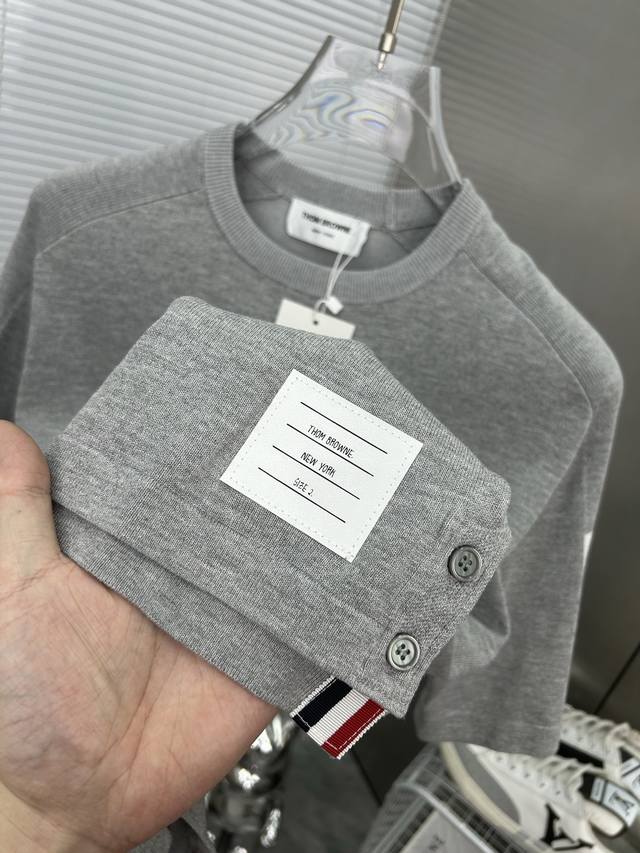 THOM BROWNE
THOM BROWNE.
NEW YORK
SIZE 2.